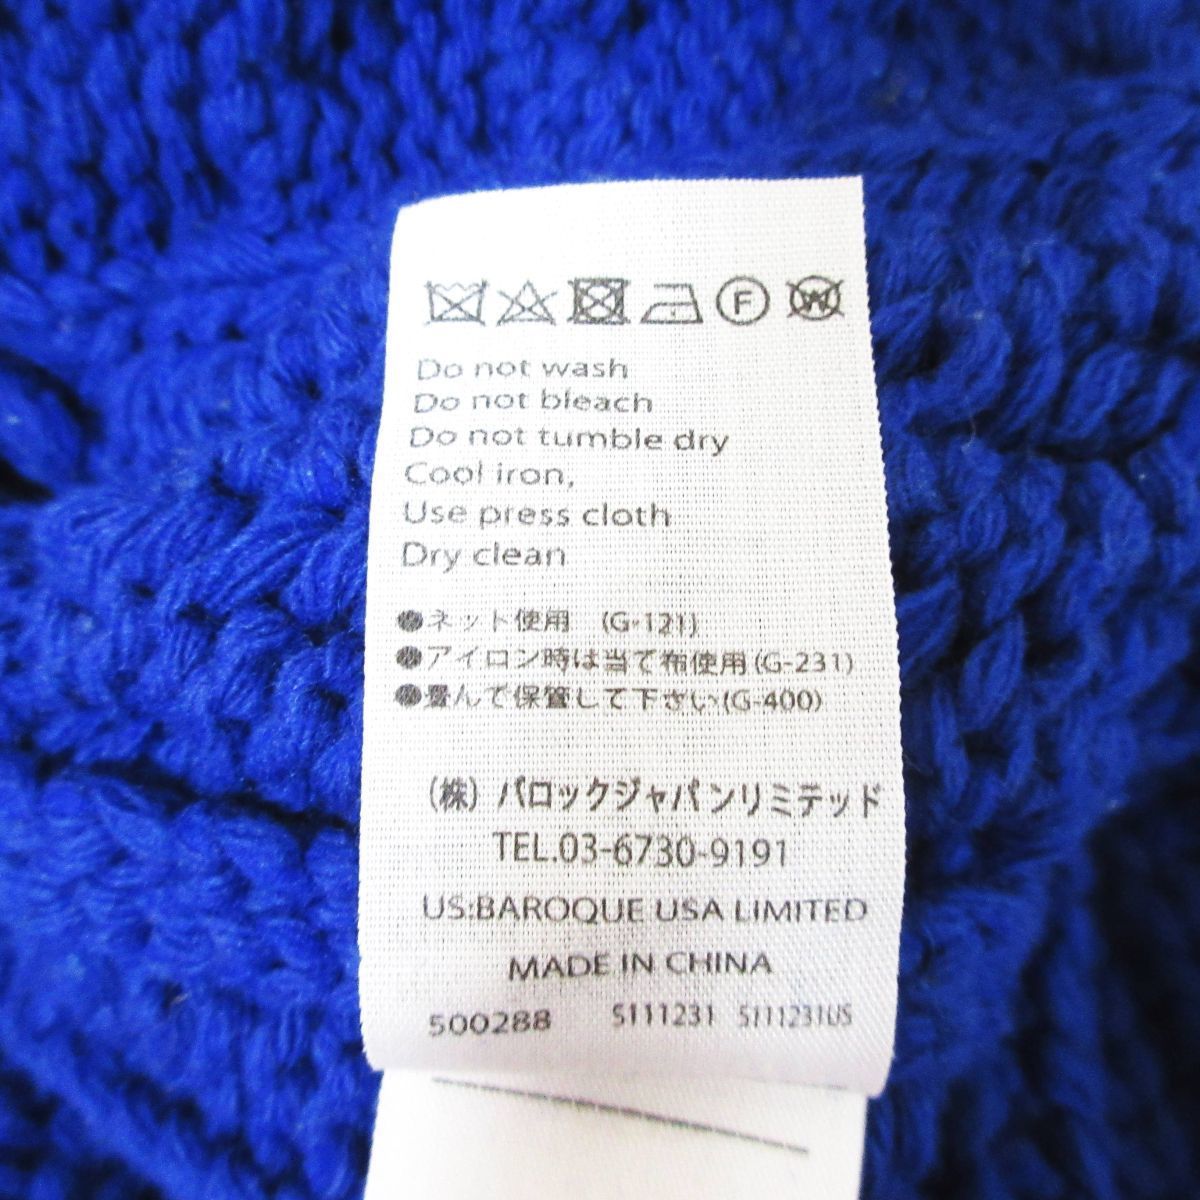 F W
Do not wash
Do not bleach
Do not tumble dry
Cool iron,
Use press cloth
Dry clean
●ネット使用 (G-121)
●アイロン時は当て布使用(G-231)
●畳んで保管して下さい(G-400)
(株) バロックジャパンリミテッド
TEL.03-6730-9191
US:BAROQUE USA LIMITED
MADE IN CHINA
500288 S111231 S111231US